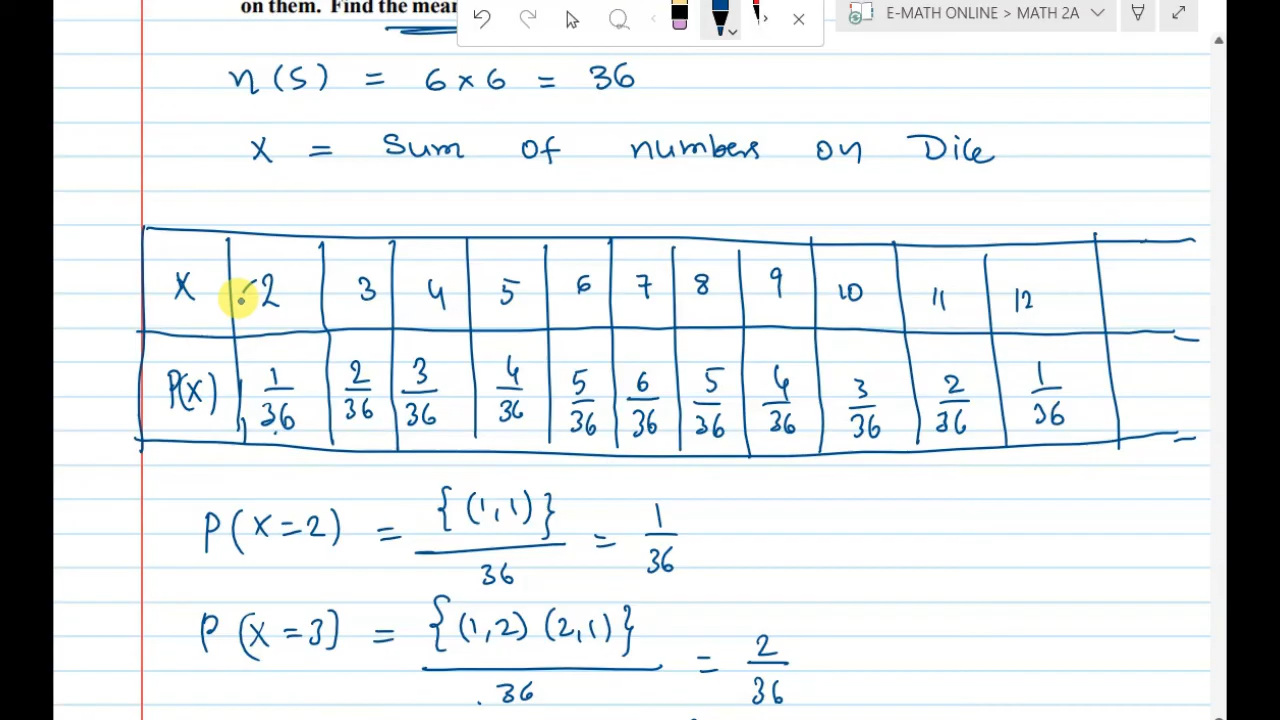 on them. Find the mean
E-MATH ONLINE > MATH 2A
n(S) = 6 × 6 = 36
x = Sum of numbers on Dice
X 2 3 4 5 6 7 8 9 10 11 12
P(X) 1/36 2/36 3/36 4/36 5/36 6/36 5/36 4/36 3/36 2/36 1/36
P(X=2) = {(1,1)}/36 = 1/36
P(X=3) = {(1,2) (2,1)}/36 = 2/36